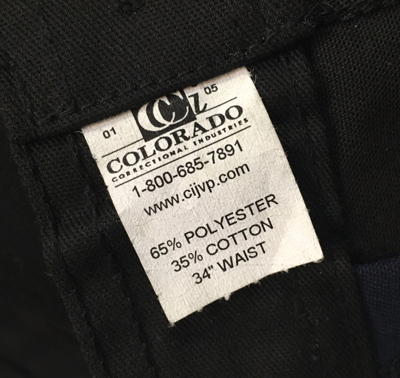 01 05
COLORADO
CORRECTIONAL INDUSTRIES
1-800-685-7891
www.cijvp.com
65% POLYESTER
35% COTTON
34" WAIST